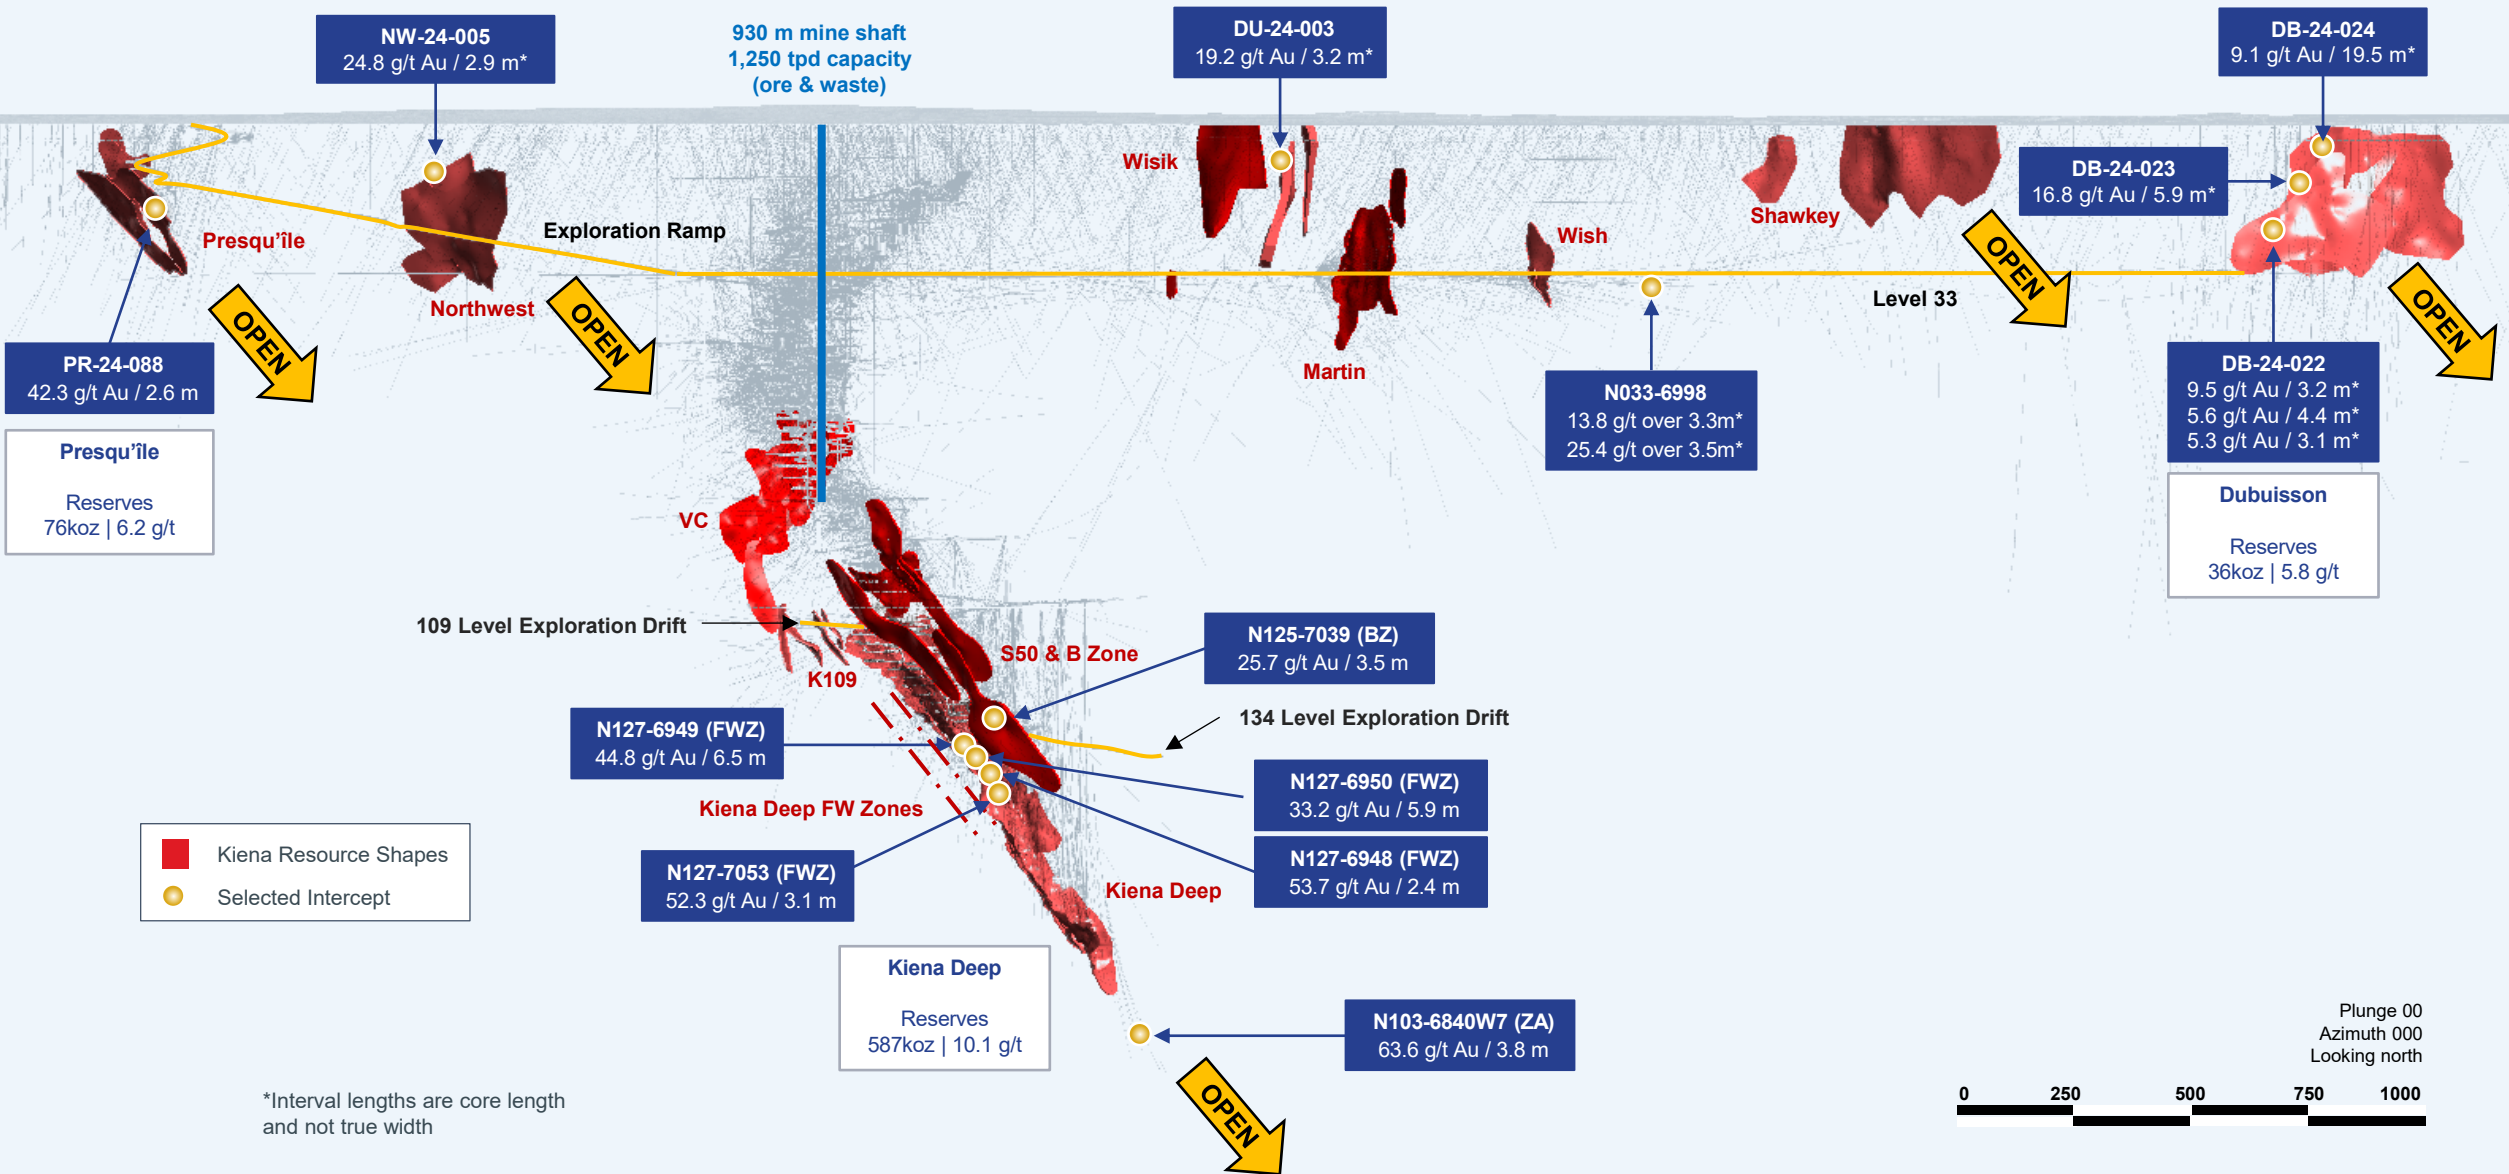 NW-24-005
24.8 g/t Au / 2.9 m*
930 m mine shaft
1,250 tpd capacity
(ore & waste)
DU-24-003
19.2 g/t Au / 3.2 m*
DB-24-024
9.1 g/t Au / 19.5 m*
Wisik
DB-24-023
16.8 g/t Au / 5.9 m*
Shawkey
Presqu'île
Exploration Ramp
Wish
Northwest
Level 33
OPEN
OPEN
OPEN
OPEN
PR-24-088
42.3 g/t Au / 2.6 m
Martin
N033-6998
13.8 g/t over 3.3m*
25.4 g/t over 3.5m*
DB-24-022
9.5 g/t Au / 3.2 m*
5.6 g/t Au / 4.4 m*
5.3 g/t Au / 3.1 m*
Presqu'île
Reserves
76koz | 6.2 g/t
VC
Dubuisson
Reserves
36koz | 5.8 g/t
109 Level Exploration Drift
S50 & B Zone
N125-7039 (BZ)
25.7 g/t Au / 3.5 m
K109
134 Level Exploration Drift
N127-6949 (FWZ)
44.8 g/t Au / 6.5 m
N127-6950 (FWZ)
33.2 g/t Au / 5.9 m
Kiena Deep FW Zones
N127-6948 (FWZ)
53.7 g/t Au / 2.4 m
N127-7053 (FWZ)
52.3 g/t Au / 3.1 m
Kiena Deep
Kiena Resource Shapes
Selected Intercept
Kiena Deep
Reserves
587koz | 10.1 g/t
N103-6840W7 (ZA)
63.6 g/t Au / 3.8 m
OPEN
Plunge 00
Azimuth 000
Looking north
0 250 500 750 1000
*Interval lengths are core length
and not true width